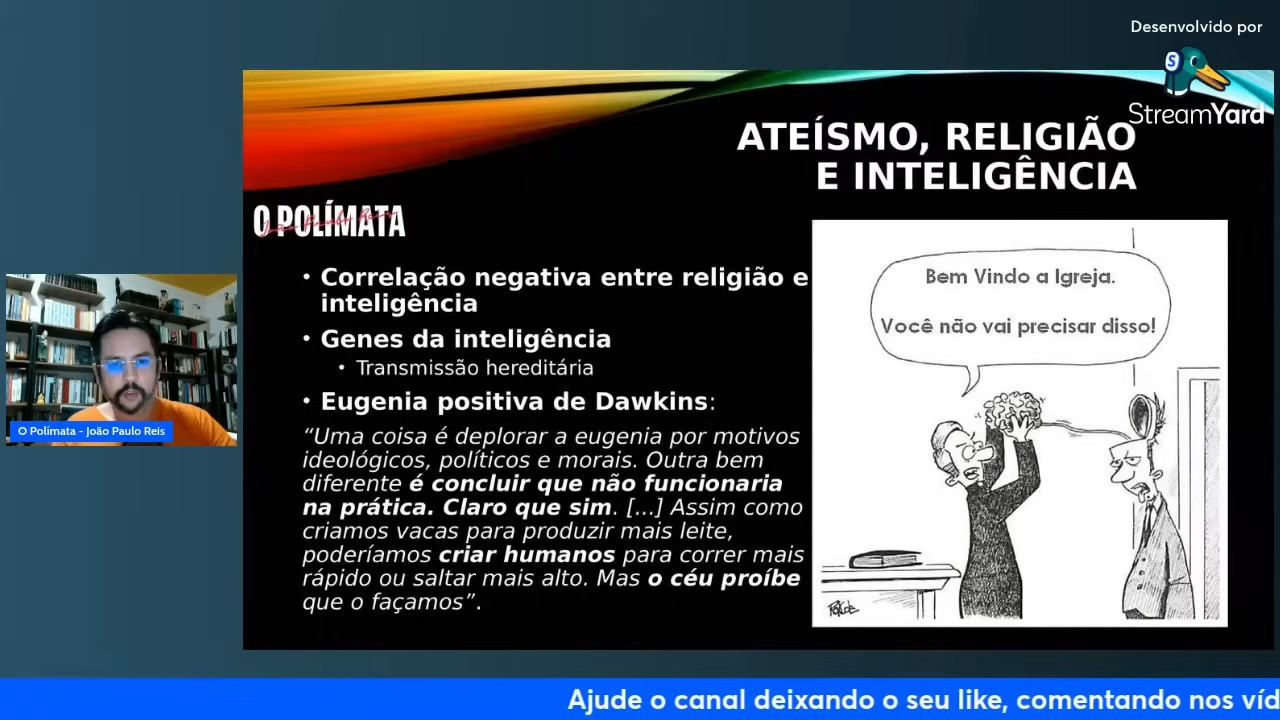 Desenvolvido por
StreamYard
ATEÍSMO, RELIGIÃO
E INTELIGÊNCIA
O POLÍMATA
João Paulo Reis
• Correlação negativa entre religião e
inteligência
• Genes da inteligência
• Transmissão hereditária
• Eugenia positiva de Dawkins:
“Uma coisa é deplorar a eugenia por motivos
ideológicos, políticos e morais. Outra bem
diferente é concluir que não funcionaria
na prática. Claro que sim. [...] Assim como
criamos vacas para produzir mais leite,
poderíamos criar humanos para correr mais
rápido ou saltar mais alto. Mas o céu proíbe
que o façamos”.
Bem Vindo a Igreja.
Você não vai precisar disso!
O Polímata - João Paulo Reis
Ajude o canal deixando o seu like, comentando nos víd